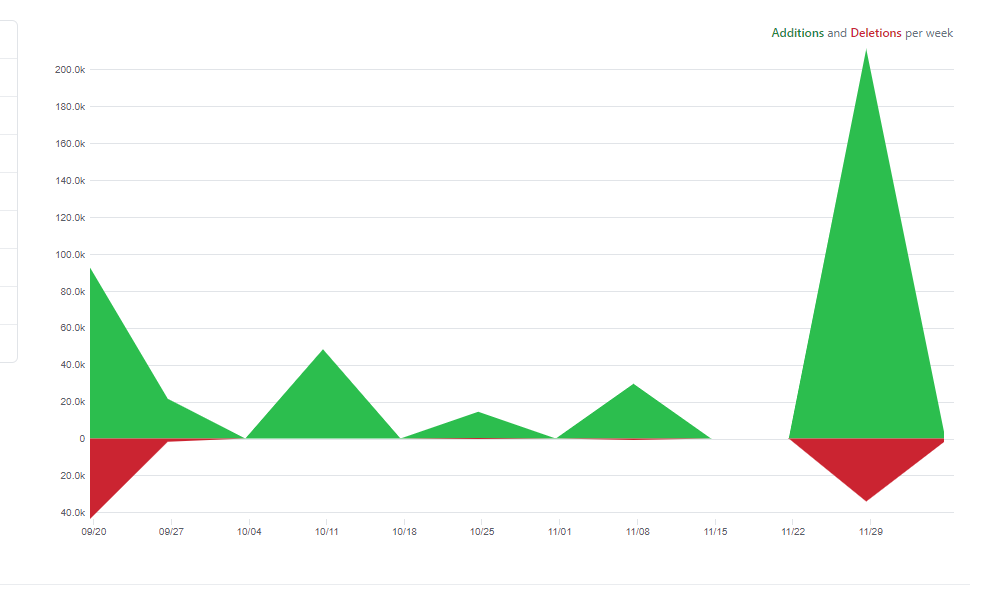 Additions and Deletions per week
200.0k
180.0k
160.0k
140.0k
120.0k
100.0k
80.0k
60.0k
40.0k
20.0k
0
20.0k
40.0k
09/20 09/27 10/04 10/11 10/18 10/25 11/01 11/08 11/15 11/22 11/29